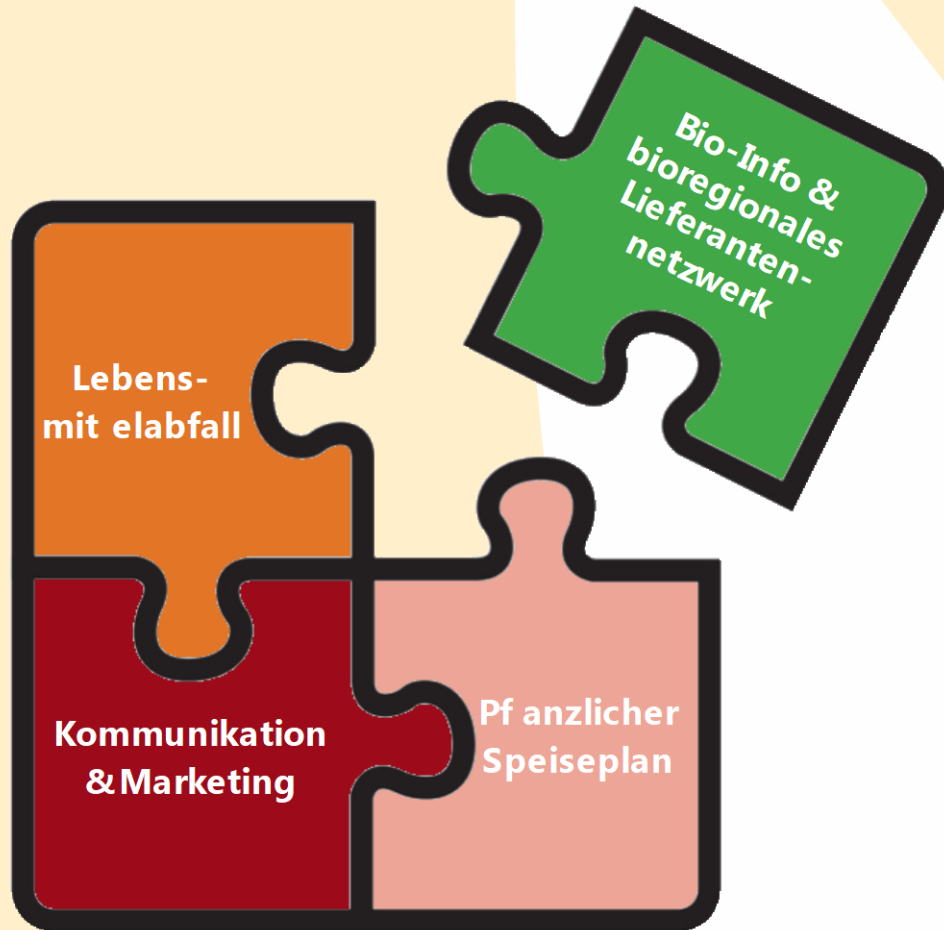 Bio-Info &
bioregionales
Lieferanten-
netzwerk
Lebens-
mit elabfall
Kommunikation
&Marketing
Pf anzlicher
Speiseplan